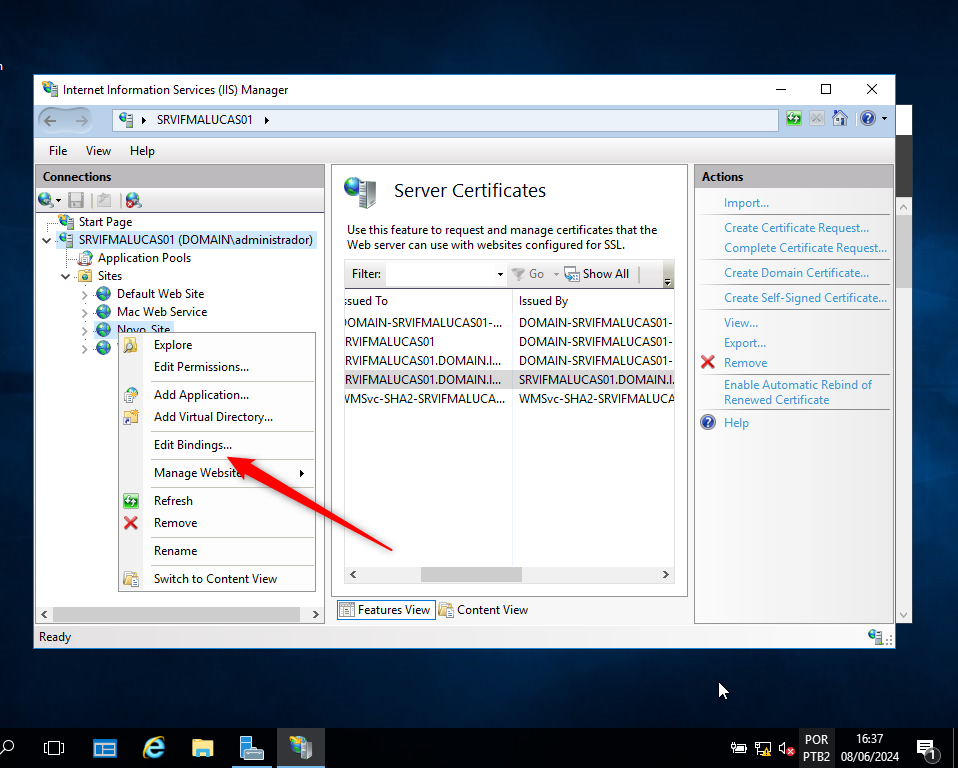 Internet Information Services (IIS) Manager
SRVIFMALUCAS01
File View Help
Connections
Start Page
SRVIFMALUCAS01 (DOMAIN\administrador)
Application Pools
Sites
Default Web Site
Mac Web Service
Novo Site
Explore
Edit Permissions...
Add Application...
Add Virtual Directory...
Edit Bindings...
Manage Website
Refresh
Remove
Rename
Switch to Content View
Server Certificates
Use this feature to request and manage certificates that the
Web server can use with websites configured for SSL.
Filter: Go Show All
ssued To Issued By
DOMAIN-SRVIFMALUCAS01-... DOMAIN-SRVIFMALUCAS01-
RVIFMALUCAS01 DOMAIN-SRVIFMALUCAS01-
RVIFMALUCAS01.DOMAIN.I... DOMAIN-SRVIFMALUCAS01-
RVIFMALUCAS01.DOMAIN.I... SRVIFMALUCAS01.DOMAIN.I
WMSvc-SHA2-SRVIFMALUCA... WMSvc-SHA2-SRVIFMALUCA
Features View Content View
Actions
Import...
Create Certificate Request...
Complete Certificate Request...
Create Domain Certificate...
Create Self-Signed Certificate...
View...
Export...
Remove
Enable Automatic Rebind of
Renewed Certificate
Help
Ready
POR
PTB2
16:37
08/06/2024
1